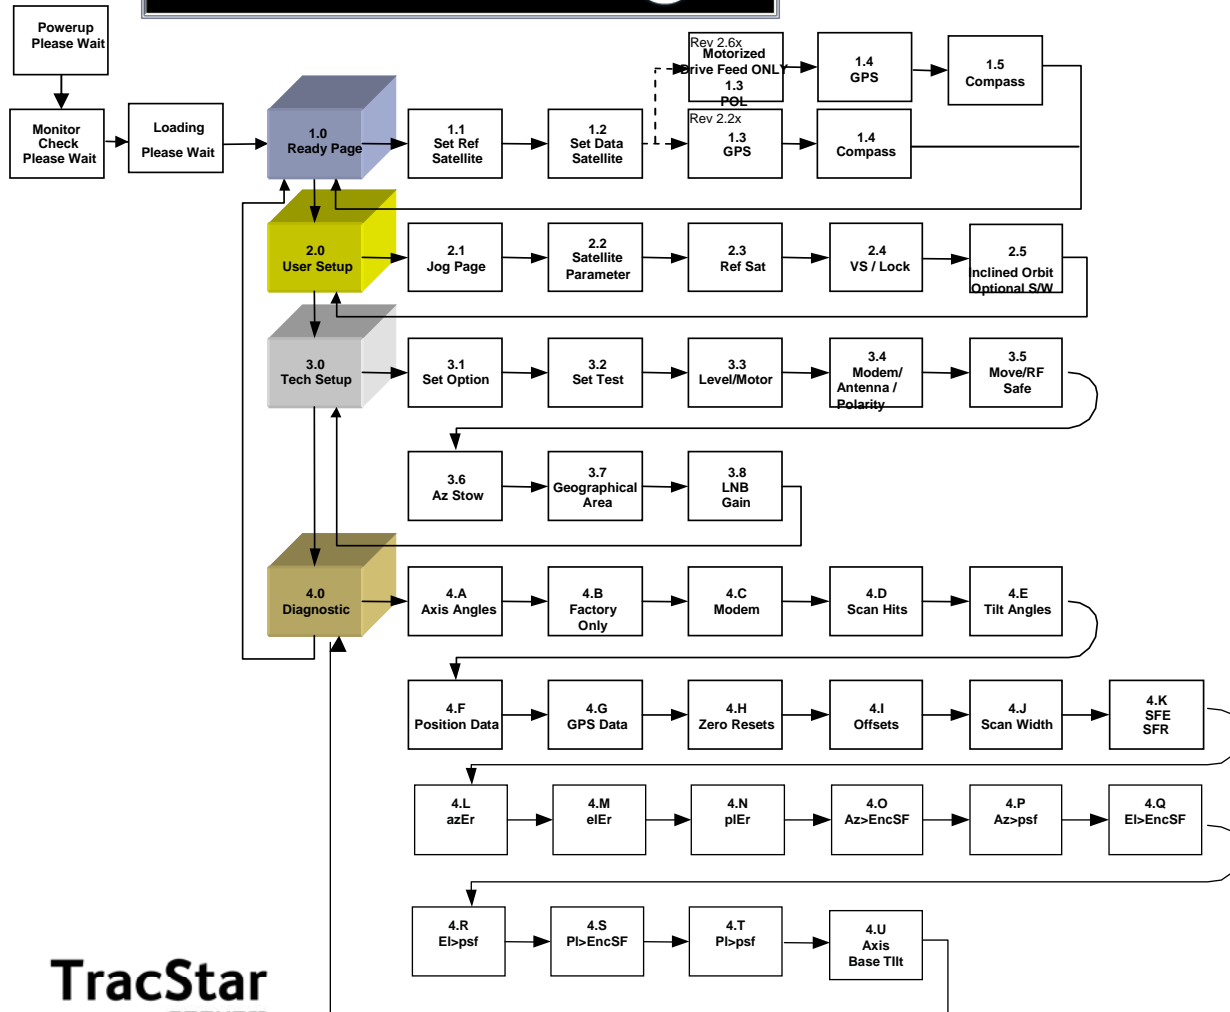 Powerup
Please Wait
Monitor
Check
Please Wait
Loading
Please Wait
1.0
Ready Page
1.1
Set Ref
Satellite
1.2
Set Data
Satellite
Rev 2.6x
Motorized
Drive Feed ONLY
1.3
POL
1.4
GPS
1.5
Compass
Rev 2.2x
1.3
GPS
1.4
Compass
2.0
User Setup
2.1
Jog Page
2.2
Satellite
Parameter
2.3
Ref Sat
2.4
VS / Lock
2.5
Inclined Orbit
Optional S/W
3.0
Tech Setup
3.1
Set Option
3.2
Set Test
3.3
Level/Motor
3.4
Modem/
Antenna /
Polarity
3.5
Move/RF
Safe
3.6
Az Stow
3.7
Geographical
Area
3.8
LNB
Gain
4.0
Diagnostic
4.A
Axis Angles
4.B
Factory
Only
4.C
Modem
4.D
Scan Hits
4.E
Tilt Angles
4.F
Position Data
4.G
GPS Data
4.H
Zero Resets
4.I
Offsets
4.J
Scan Width
4.K
SFE
SFR
4.L
azEr
4.M
elEr
4.N
plEr
4.O
Az>EncSF
4.P
Az>psf
4.Q
El>EncSF
4.R
El>psf
4.S
Pl>EncSF
4.T
Pl>psf
4.U
Axis
Base TIlt
TracStar